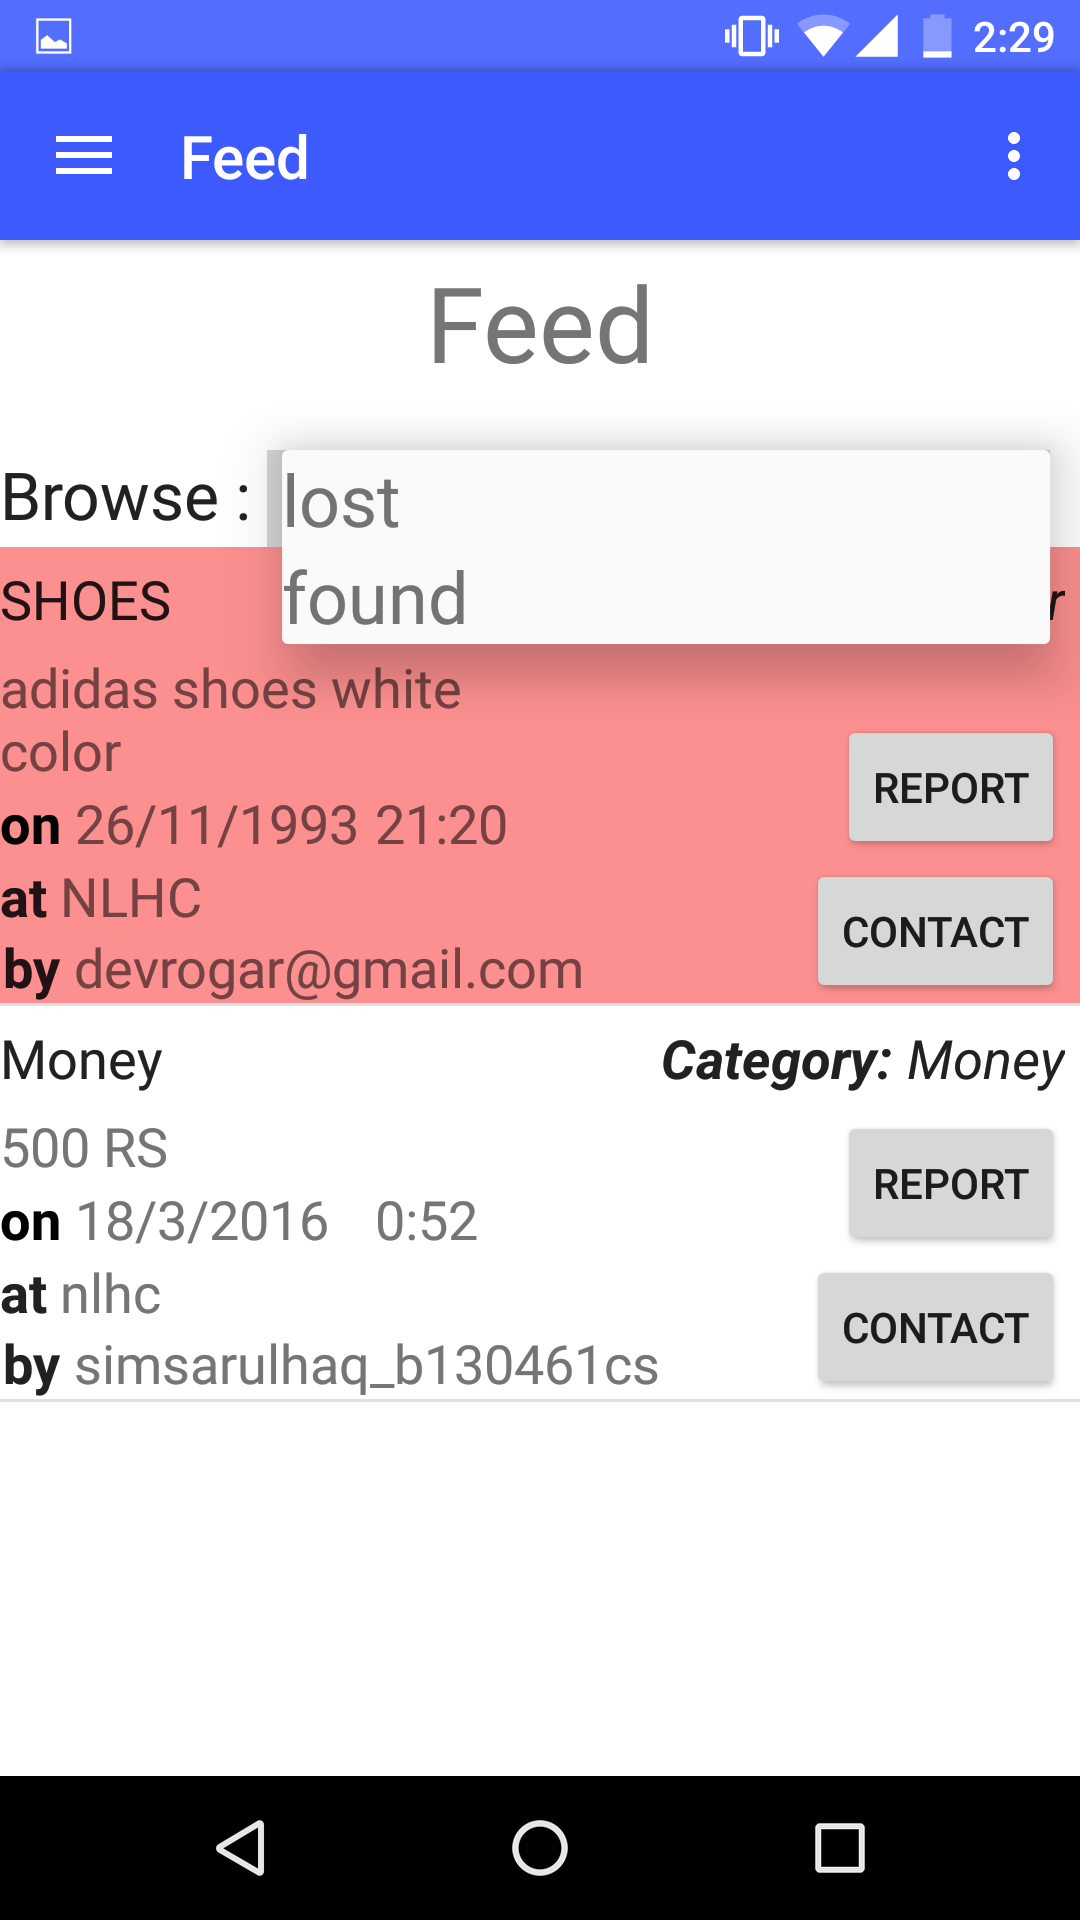 2:29
Feed
Feed
Browse :
lost
found
SHOES
adidas shoes white
color
REPORT
on 26/11/1993 21:20
at NLHC
CONTACT
by devrogar@gmail.com
Money Category: Money
500 RS
REPORT
on 18/3/2016 0:52
at nlhc
CONTACT
by simsarulhaq_b130461cs